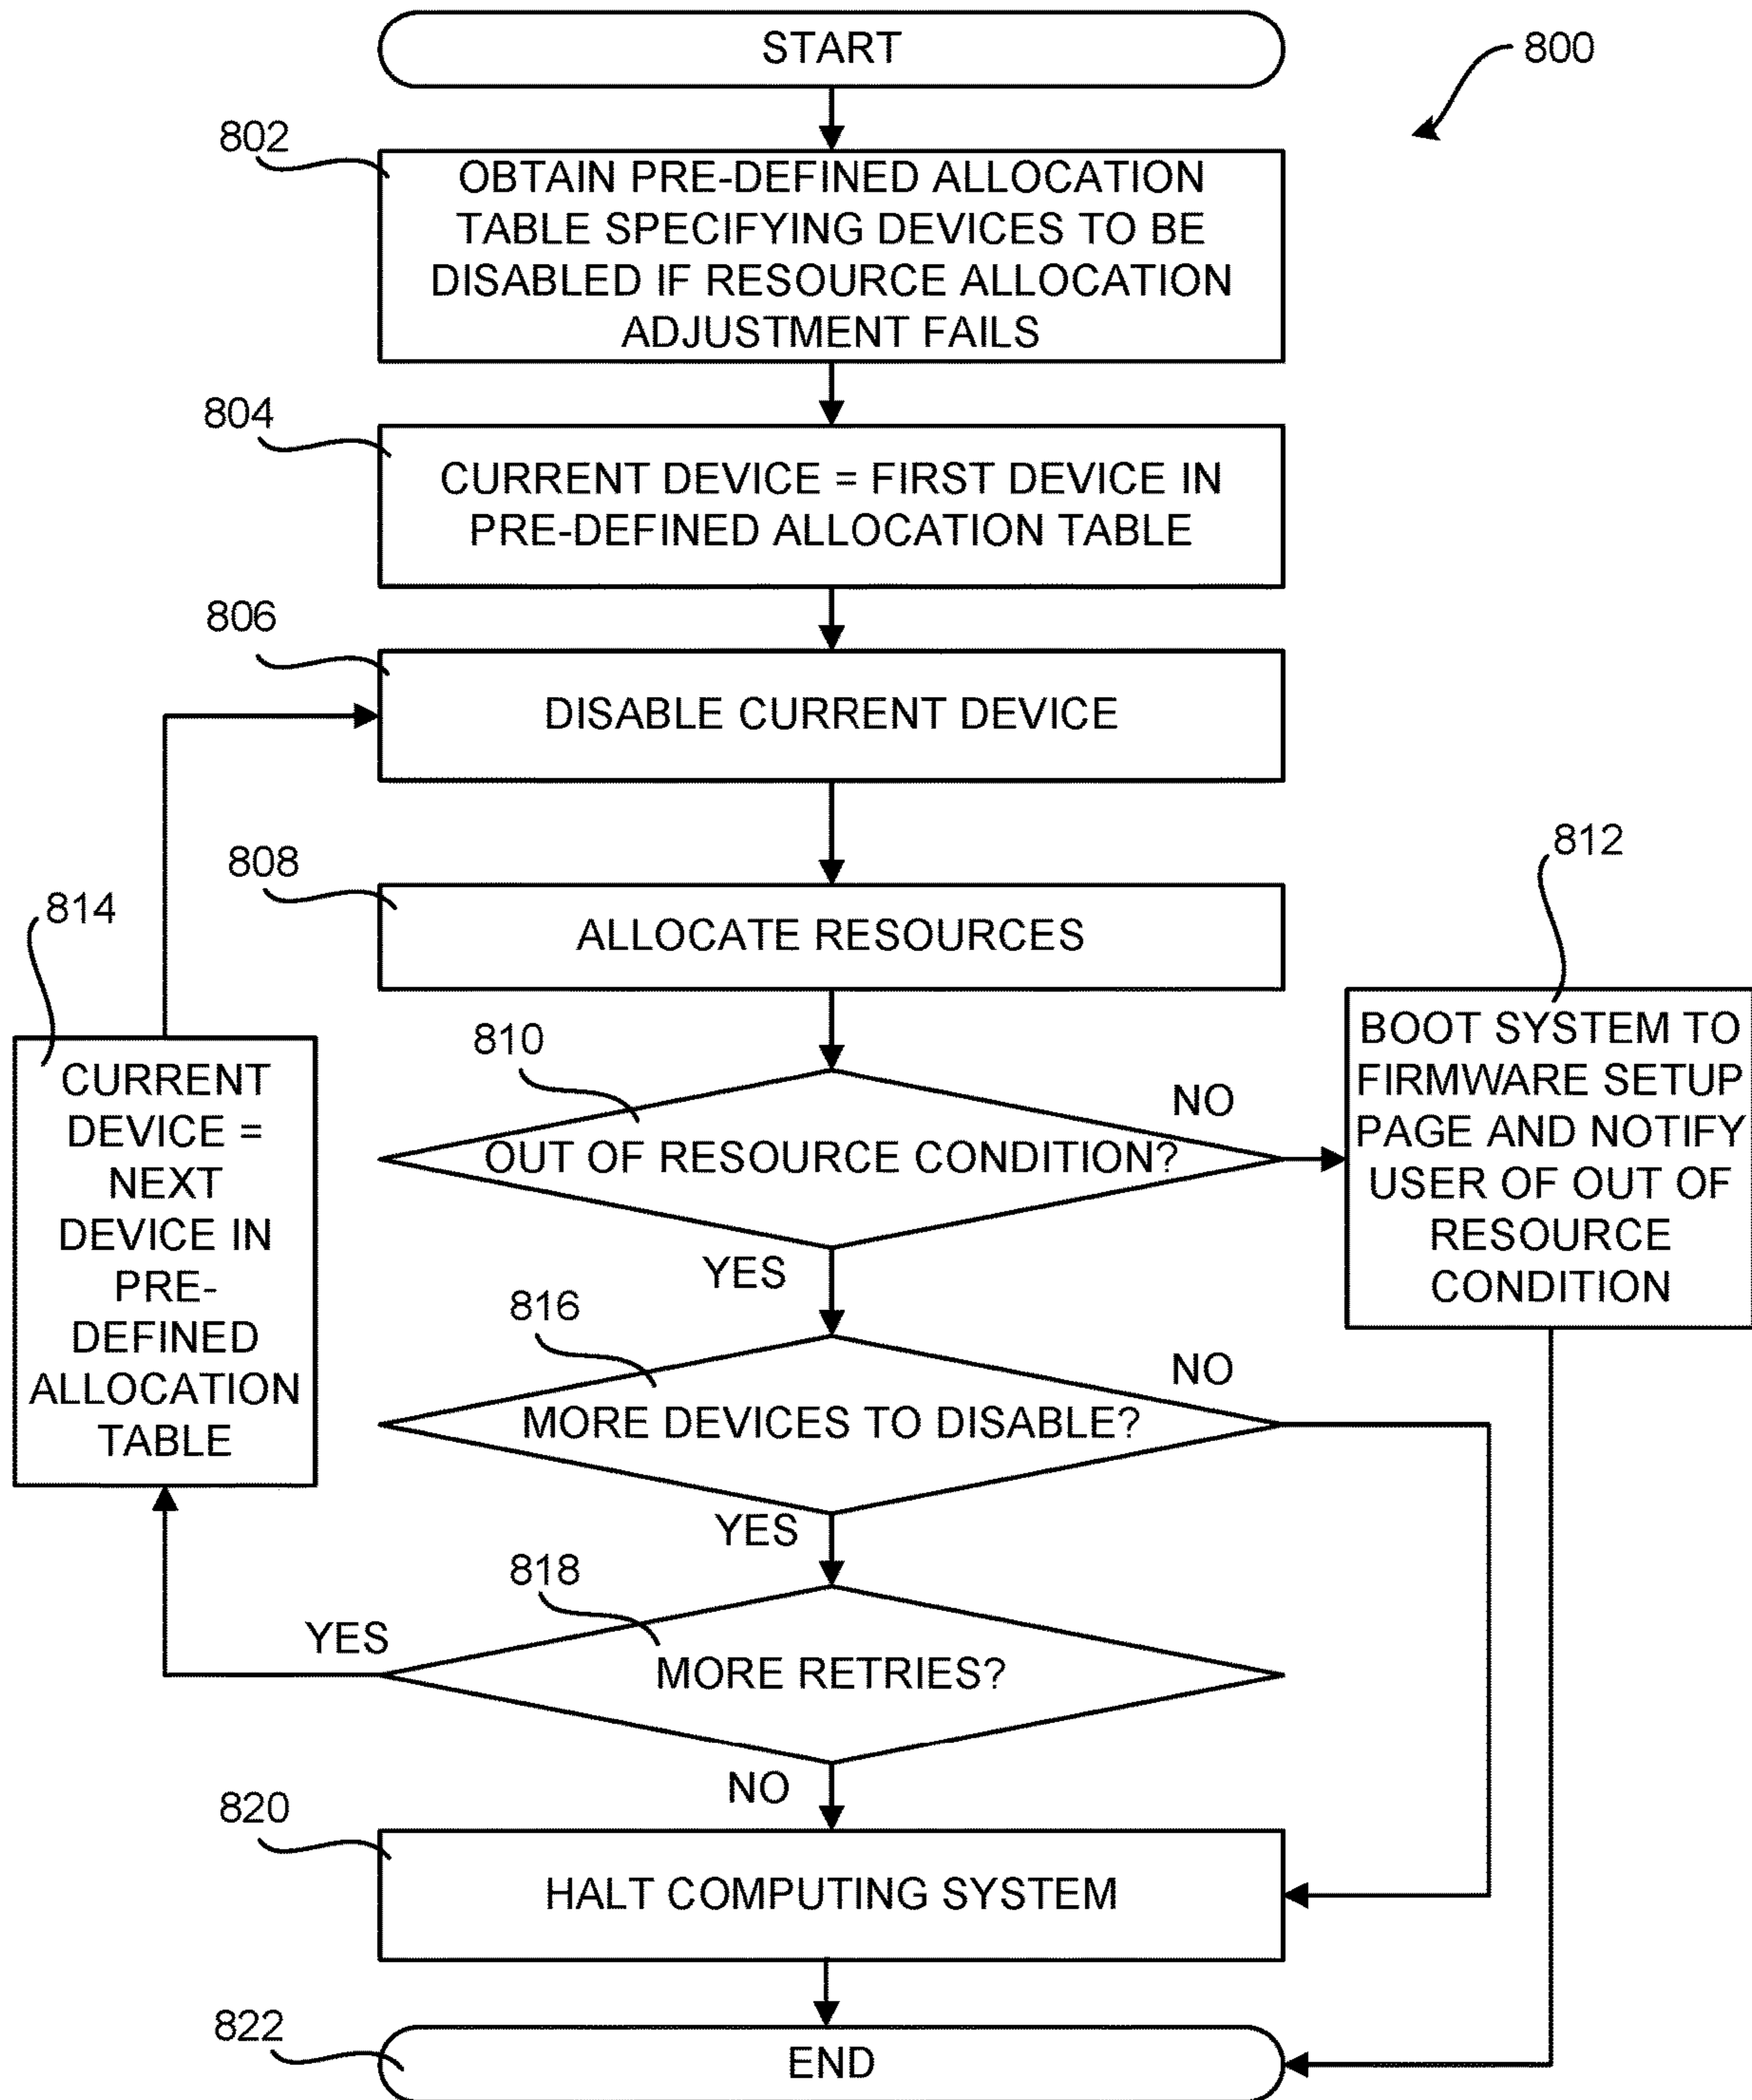 START
800
802
OBTAIN PRE-DEFINED ALLOCATION
TABLE SPECIFYING DEVICES TO BE
DISABLED IF RESOURCE ALLOCATION
ADJUSTMENT FAILS
804
CURRENT DEVICE = FIRST DEVICE IN
PRE-DEFINED ALLOCATION TABLE
806
DISABLE CURRENT DEVICE
808
ALLOCATE RESOURCES
810
OUT OF RESOURCE CONDITION?
NO
YES
812
BOOT SYSTEM TO
FIRMWARE SETUP
PAGE AND NOTIFY
USER OF OUT OF
RESOURCE
CONDITION
814
CURRENT
DEVICE =
NEXT
DEVICE IN
PRE-
DEFINED
ALLOCATION
TABLE
816
MORE DEVICES TO DISABLE?
NO
YES
818
MORE RETRIES?
YES
NO
820
HALT COMPUTING SYSTEM
822
END